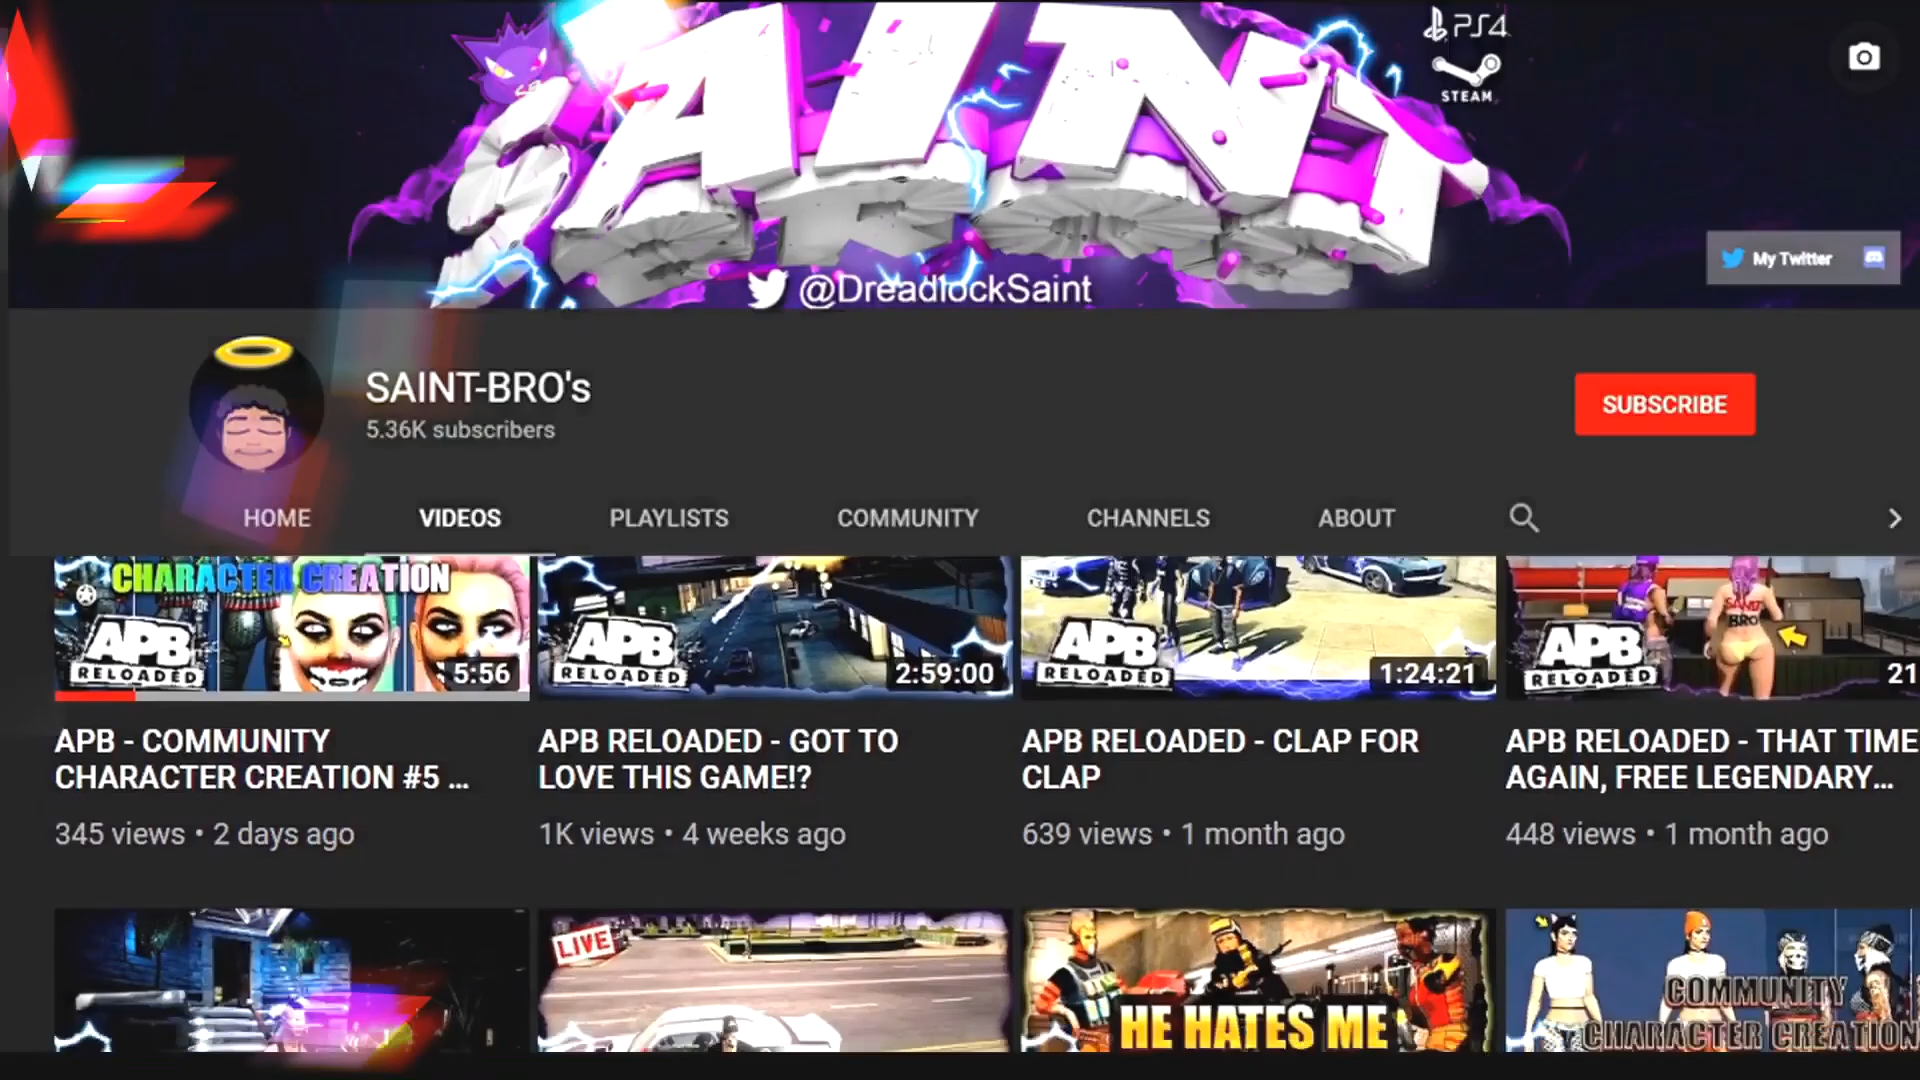 SAINT
BRO
PS4
STEAM
@DreadlockSaint
My Twitter
SAINT-BRO's
5.36K subscribers
SUBSCRIBE
HOME
VIDEOS
PLAYLISTS
COMMUNITY
CHANNELS
ABOUT
CHARACTER CREATION
APB
RELOADED
5:56
APB
RELOADED
2:59:00
APB
RELOADED
1:24:21
SAINT
BRO
APB
RELOADED
21
APB - COMMUNITY
CHARACTER CREATION #5 ...
345 views • 2 days ago
APB RELOADED - GOT TO
LOVE THIS GAME!?
1K views • 4 weeks ago
APB RELOADED - CLAP FOR
CLAP
639 views • 1 month ago
APB RELOADED - THAT TIME
AGAIN, FREE LEGENDARY...
448 views • 1 month ago
LIVE
HE HATES ME
COMMUNITY
CHARACTER CREATION